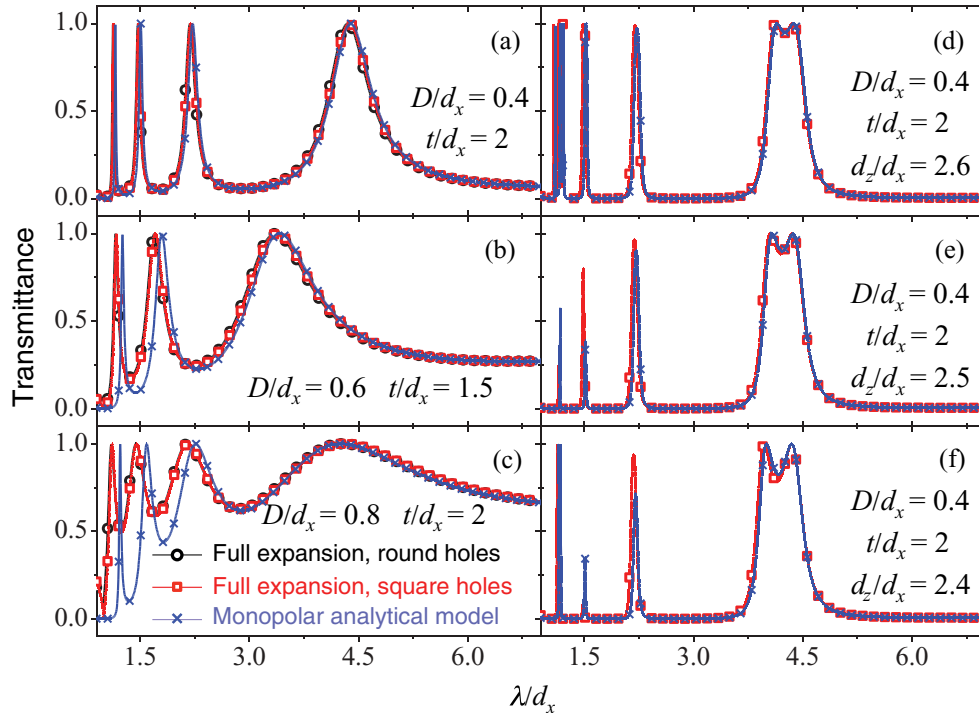 Transmittance
1.0
0.5
0.0
(a)
D/dₓ = 0.4
t/dₓ = 2
1.0
0.5
0.0
(b)
D/dₓ = 0.6 t/dₓ = 1.5
1.0
0.5
0.0
(c)
D/dₓ = 0.8 t/dₓ = 2
Full expansion, round holes
Full expansion, square holes
Monopolar analytical model
1.5 3.0 4.5 6.0
(d)
D/dₓ = 0.4
t/dₓ = 2
d_z/dₓ = 2.6
(e)
D/dₓ = 0.4
t/dₓ = 2
d_z/dₓ = 2.5
(f)
D/dₓ = 0.4
t/dₓ = 2
d_z/dₓ = 2.4
1.5 3.0 4.5 6.0
λ/dₓ